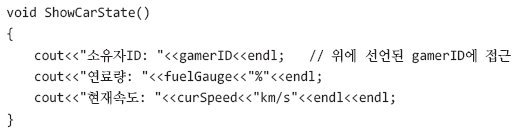 void ShowCarState()
{
    cout<<"소유자ID: "<<gamerID<<endl;   // 위에 선언된 gamerID에 접근
    cout<<"연료량: "<<fuelGauge<<"%"<<endl;
    cout<<"현재속도: "<<curSpeed<<"km/s"<<endl<<endl;
}